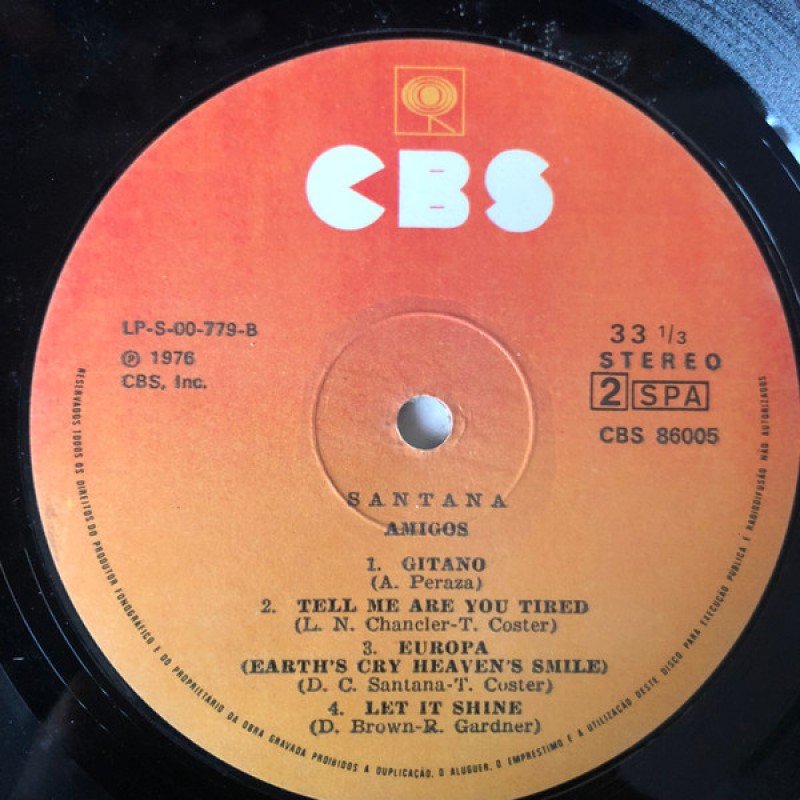 CBS
LP-S-00-779-B
℗ 1976
CBS, Inc.
33 1/3
STEREO
2 SPA
CBS 86005
SANTANA
AMIGOS
1. GITANO
(A. Peraza)
2. TELL ME ARE YOU TIRED
(L. N. Chancler-T. Coster)
3. EUROPA
(EARTH'S CRY HEAVEN'S SMILE)
(D. C. Santana-T. Coster)
4. LET IT SHINE
(D. Brown-R. Gardner)
RESERVADOS TODOS OS DIREITOS DO PRODUTOR FONOGRÁFICO E DO PROPRIETÁRIO DA OBRA GRAVADA PROIBIDOS A DUPLICAÇÃO, O ALUGUER, O EMPRESTIMO E A UTILIZAÇÃO DESTE DISCO PARA EXECUÇÃO PÚBLICA E RADIODIFUSÃO NÃO AUTORIZADOS